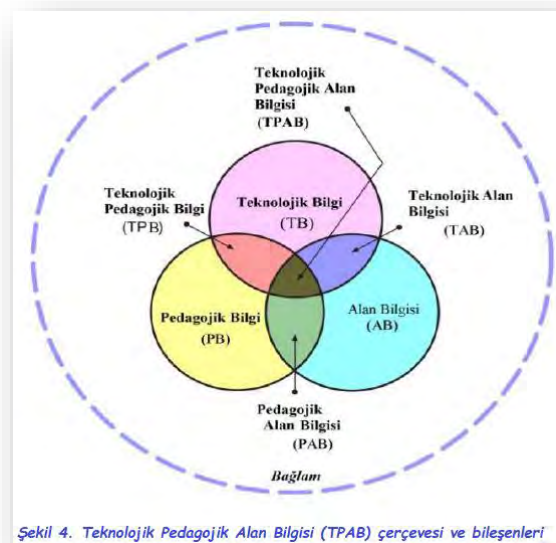 Teknolojik
Pedagojik Alan
Bilgisi
(TPAB)
Teknolojik
Pedagojik Bilgi
(TPB)
Teknolojik Bilgi
(TB)
Teknolojik Alan
Bilgisi
(TAB)
Pedagojik Bilgi
(PB)
Alan Bilgisi
(AB)
Pedagojik
Alan Bilgisi
(PAB)
Bağlam
Şekil 4. Teknolojik Pedagojik Alan Bilgisi (TPAB) çerçevesi ve bileşenleri